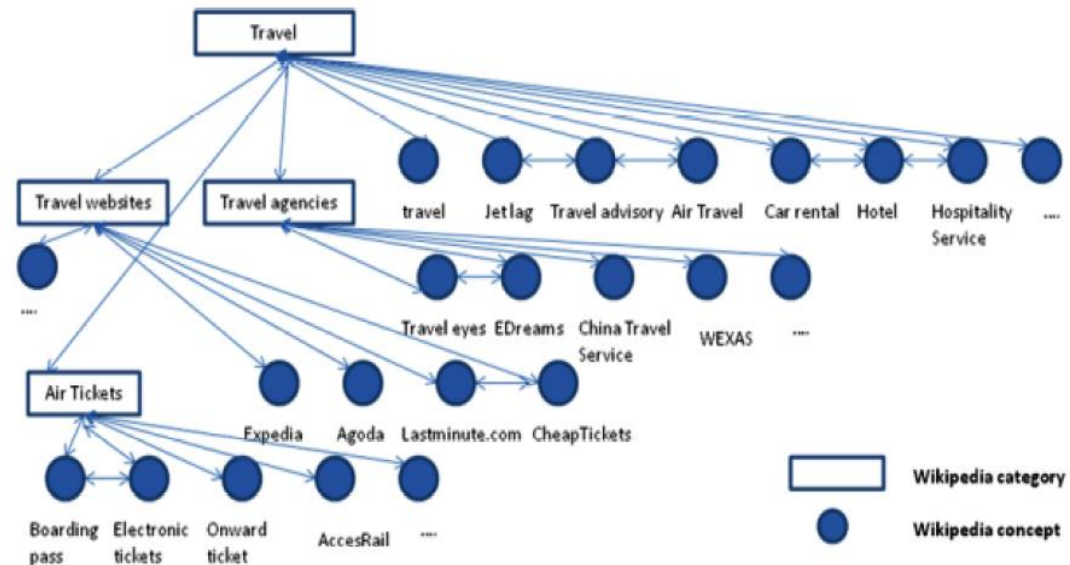 Travel
Travel websites
Travel agencies
travel
Jet lag
Travel advisory
Air Travel
Car rental
Hotel
Hospitality
Service
....
....
Travel eyes
EDreams
China Travel
Service
WEXAS
....
Air Tickets
Expedia
Agoda
Lastminute.com
CheapTickets
Boarding
pass
Electronic
tickets
Onward
ticket
AccesRail
....
Wikipedia category
Wikipedia concept